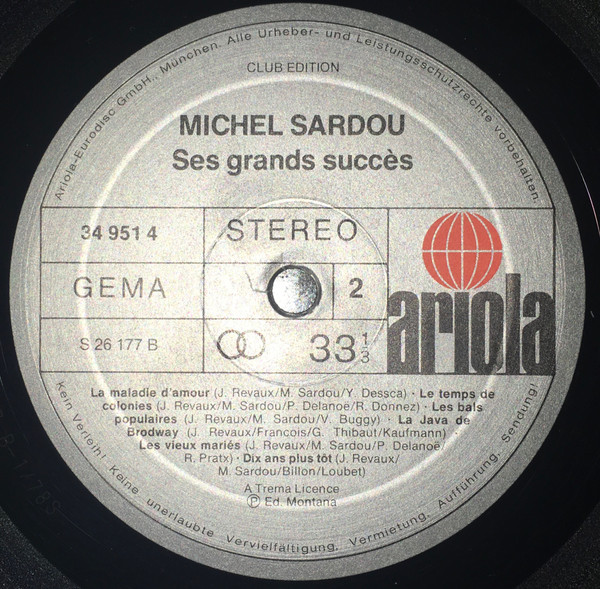 Ariola-Eurodisc GmbH., München. Alle Urheber- und Leistungsschutzrechte vorbehalten.
CLUB EDITION
MICHEL SARDOU
Ses grands succès
34 951 4
STEREO
GEMA
2
S 26 177 B
33 1/3
ariola
La maladie d'amour (J. Revaux/M. Sardou/Y. Dessca) · Le temps de
colonies (J. Revaux/M. Sardou/P. Delanoë/R. Donnez) · Les bals
populaires (J. Revaux/M. Sardou/V. Buggy) · La Java de
Brodway (J. Revaux/Francois/G. Thibaut/Kaufmann) ·
Les vieux mariés (J. Revaux/M. Sardou/P. Delanoë/
R. Pratx) · Dix ans plus tôt (J. Revaux/
M. Sardou/Billon/Loubet)
A Trema Licence
Ⓟ Ed. Montana
Kein Verleih! Keine unerlaubte Vervielfältigung, Vermietung, Aufführung, Sendung!